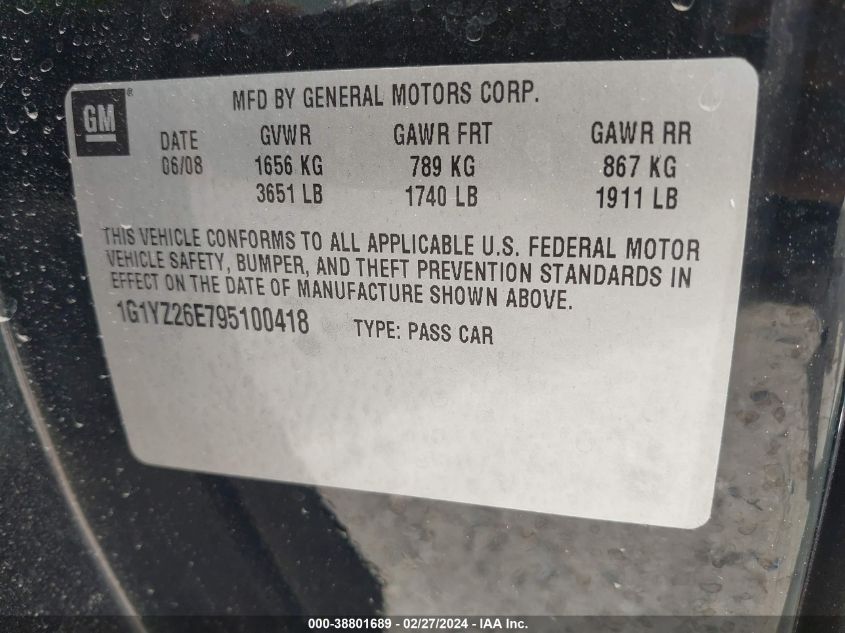 MFD BY GENERAL MOTORS CORP.
GM ®
DATE GVWR GAWR FRT GAWR RR
06/08 1656 KG 789 KG 867 KG
3651 LB 1740 LB 1911 LB
THIS VEHICLE CONFORMS TO ALL APPLICABLE U.S. FEDERAL MOTOR
VEHICLE SAFETY, BUMPER, AND THEFT PREVENTION STANDARDS IN
EFFECT ON THE DATE OF MANUFACTURE SHOWN ABOVE.
1G1YZ26E795100418 TYPE: PASS CAR
000-38801689 - 02/27/2024 - IAA Inc.